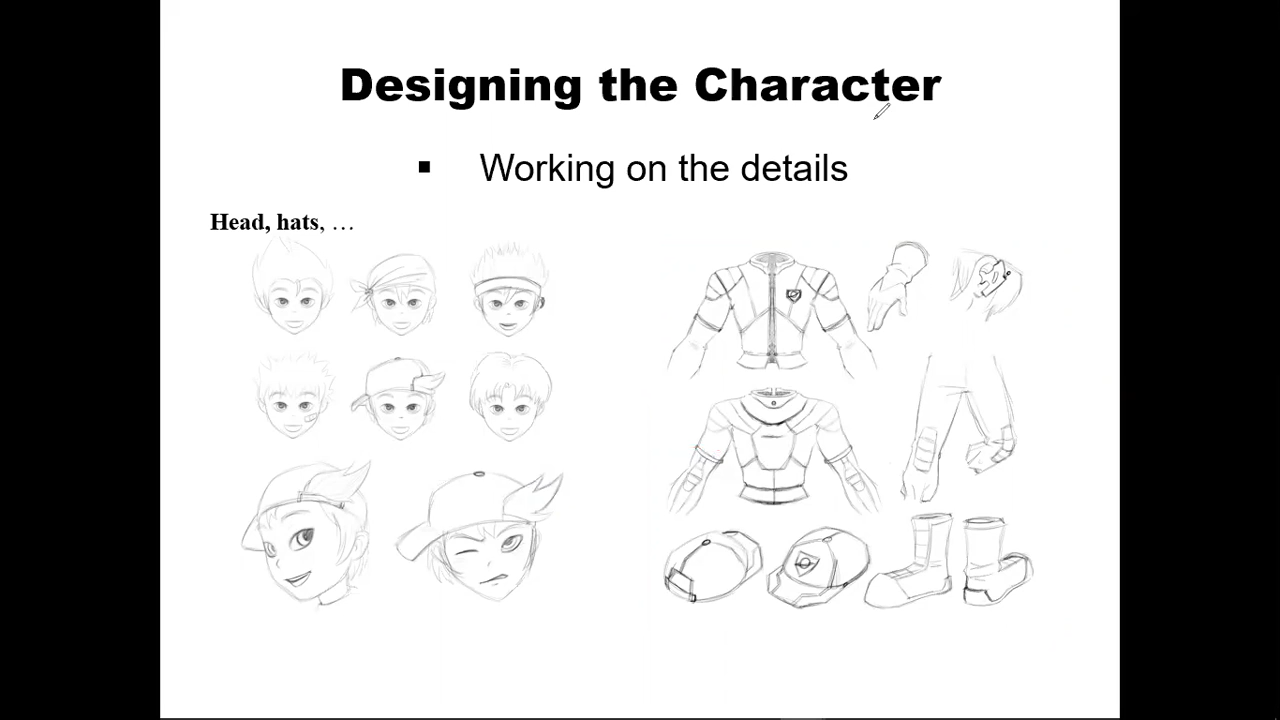 Designing the Character
▪ Working on the details
Head, hats, …